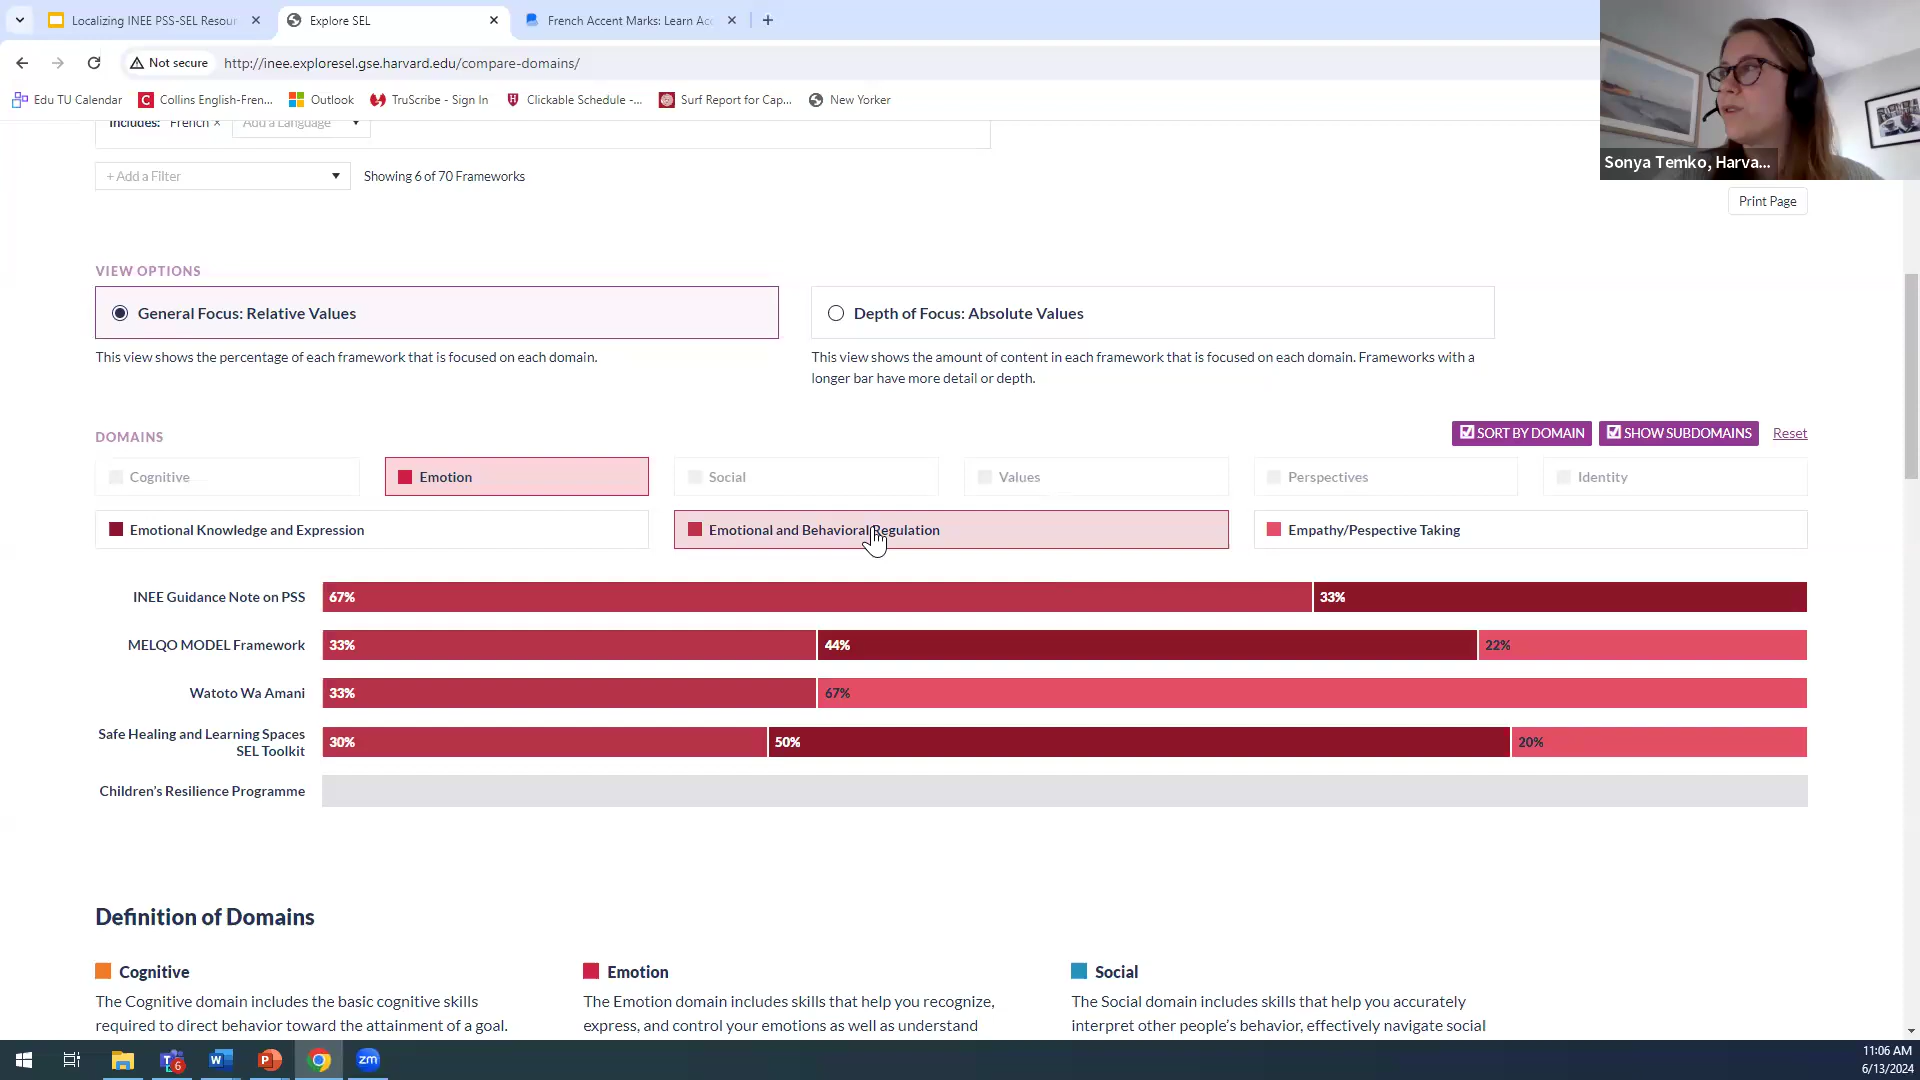 Localizing INEE PSS-SEL Resour
Explore SEL
French Accent Marks: Learn Acc
Not secure
http://inee.exploresel.gse.harvard.edu/compare-domains/
Edu TU Calendar
Collins English-Fren...
Outlook
TruScribe - Sign In
Clickable Schedule -...
Surf Report for Cap...
New Yorker
Sonya Temko, Harva...
Includes: French × Add a Language
+ Add a Filter
Showing 6 of 70 Frameworks
Print Page
VIEW OPTIONS
General Focus: Relative Values
This view shows the percentage of each framework that is focused on each domain.
Depth of Focus: Absolute Values
This view shows the amount of content in each framework that is focused on each domain. Frameworks with a
longer bar have more detail or depth.
DOMAINS
SORT BY DOMAIN
SHOW SUBDOMAINS
Reset
Cognitive
Emotion
Social
Values
Perspectives
Identity
Emotional Knowledge and Expression
Emotional and Behavioral Regulation
Empathy/Pespective Taking
INEE Guidance Note on PSS
67%
33%
MELQO MODEL Framework
33%
44%
22%
Watoto Wa Amani
33%
67%
Safe Healing and Learning Spaces
SEL Toolkit
30%
50%
20%
Children's Resilience Programme
Definition of Domains
Cognitive
The Cognitive domain includes the basic cognitive skills
required to direct behavior toward the attainment of a goal.
Emotion
The Emotion domain includes skills that help you recognize,
express, and control your emotions as well as understand
Social
The Social domain includes skills that help you accurately
interpret other people's behavior, effectively navigate social
6
zm
11:06 AM
6/13/2024